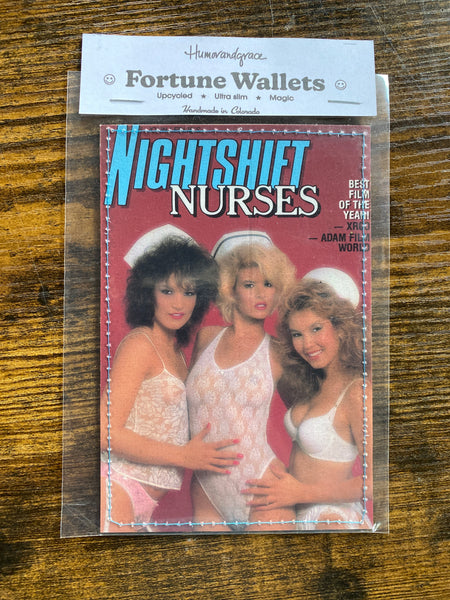 Humorandgrace
Fortune Wallets
Upcycled ★ Ultra slim ★ Magic
Handmade in Colorado
NIGHTSHIFT
NURSES
BEST
FILM
OF THE
YEAR!
— XRCO
— ADAM FILM
WORLD